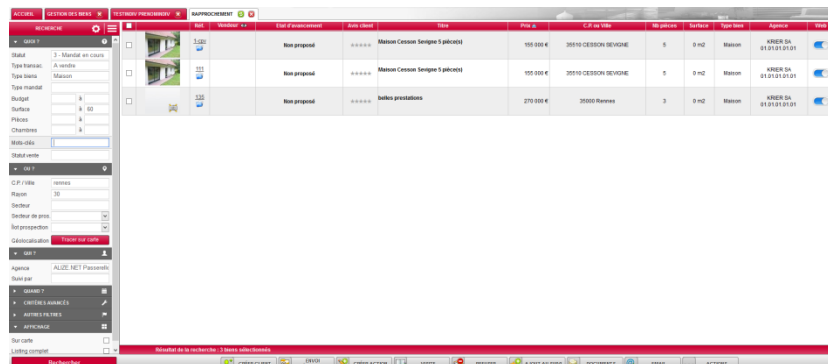 ACCUEIL GESTION DES BIENS X TESTINDIV PRENOMINDIV X RAPPROCHEMENT
RECHERCHE
Réf. Vendeur Etat d'avancement Avis client Titre Prix C.P. ou Ville Nb pièces Surface Type bien Agence Web
QUOI ?
Statut 3 - Mandat en cours
Type transac. A vendre
Type biens Maison
Type mandat
Budget à
Surface à 60
Pièces à
Chambres à
Mots-clés
Statut vente
OU ?
C.P. / Ville rennes
Rayon 30
Secteur
Secteur de pros.
Îlot prospection
Géolocalisation Tracer sur carte
QUI ?
Agence ALIZE NET Passerelle
Suivi par
QUAND ?
CRITÈRES AVANCÉS
AUTRES FILTRES
AFFICHAGE
Sur carte
Listing complet
Rechercher
Non proposé Maison Cesson Sevigne 5 pièce(s) 155 000 € 35510 CESSON SEVIGNE 5 0 m2 Maison KRIER SA
01.01.01.01.01
111 Non proposé Maison Cesson Sevigne 5 pièce(s) 155 000 € 35510 CESSON SEVIGNE 5 0 m2 Maison KRIER SA
01.01.01.01.01
Non proposé belles prestations 270 000 € 35000 Rennes 3 0 m2 Maison KRIER SA
01.01.01.01.01
Résultat de la recherche : 3 biens sélectionnés
ENVOI